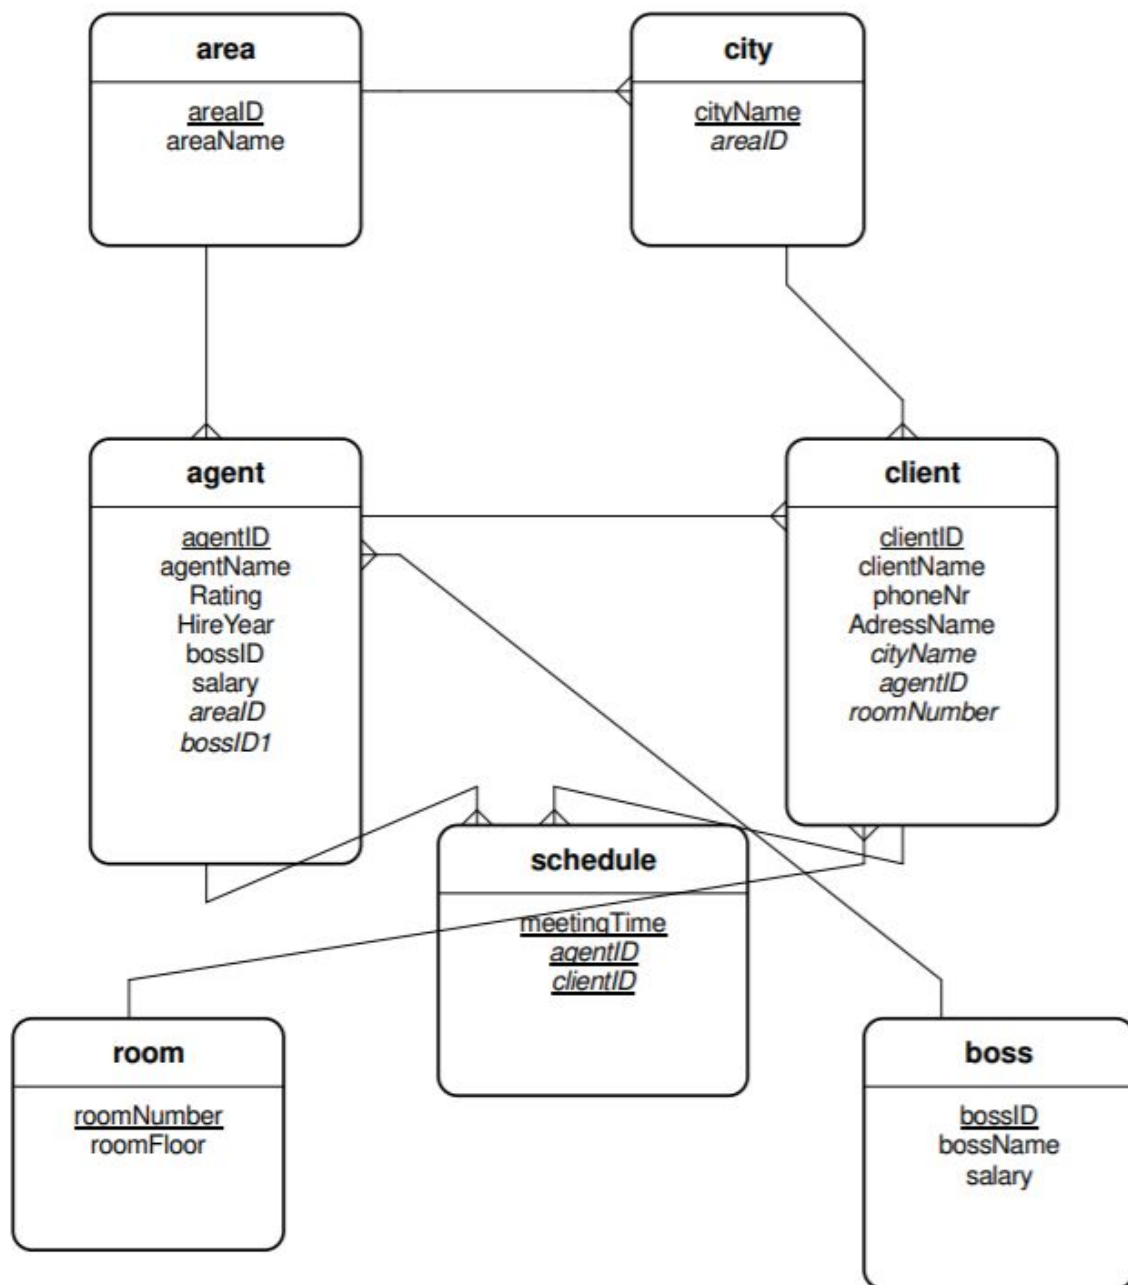 area
areaID
areaName
city
cityName
areaID
agent
agentID
agentName
Rating
HireYear
bossID
salary
areaID
bossID1
client
clientID
clientName
phoneNr
AdressName
cityName
agentID
roomNumber
schedule
meetingTime
agentID
clientID
room
roomNumber
roomFloor
boss
bossID
bossName
salary